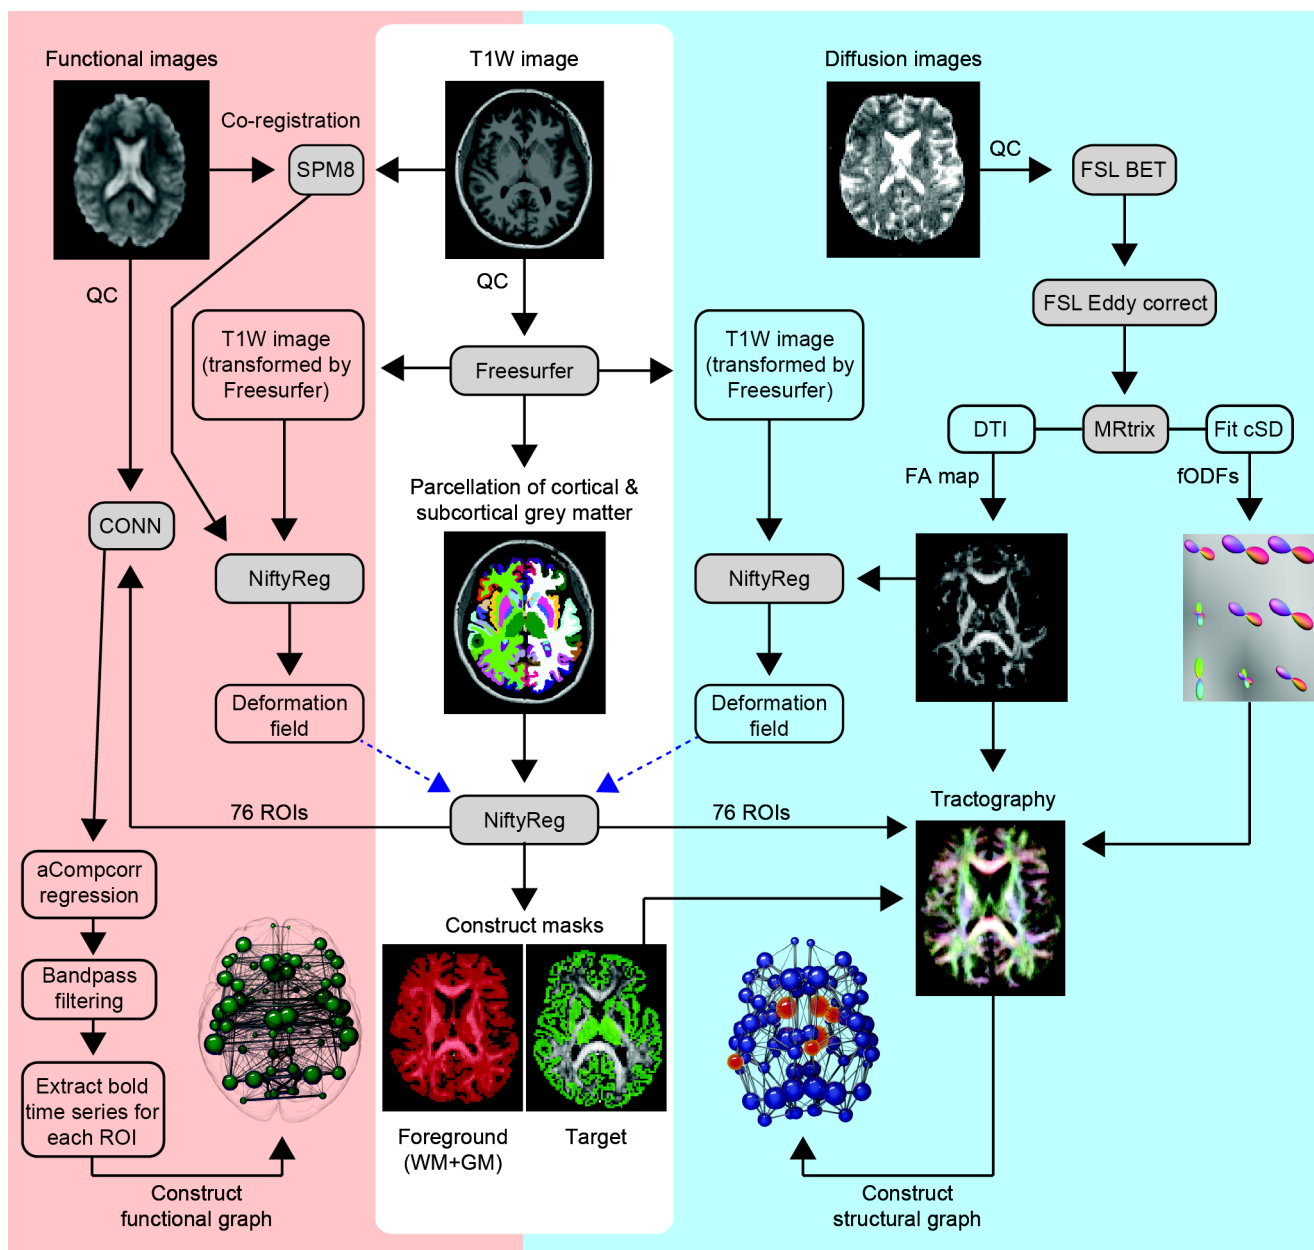 Functional images
T1W image
Diffusion images
Co-registration
SPM8
QC
FSL BET
QC
QC
FSL Eddy correct
T1W image
(transformed by
Freesurfer)
Freesurfer
T1W image
(transformed by
Freesurfer)
DTI
MRtrix
Fit cSD
FA map
fODFs
Parcellation of cortical &
subcortical grey matter
CONN
NiftyReg
NiftyReg
Deformation
field
Deformation
field
76 ROIs
NiftyReg
76 ROIs
Tractography
aCompcorr
regression
Construct masks
Bandpass
filtering
Extract bold
time series for
each ROI
Foreground
(WM+GM)
Target
Construct
functional graph
Construct
structural graph